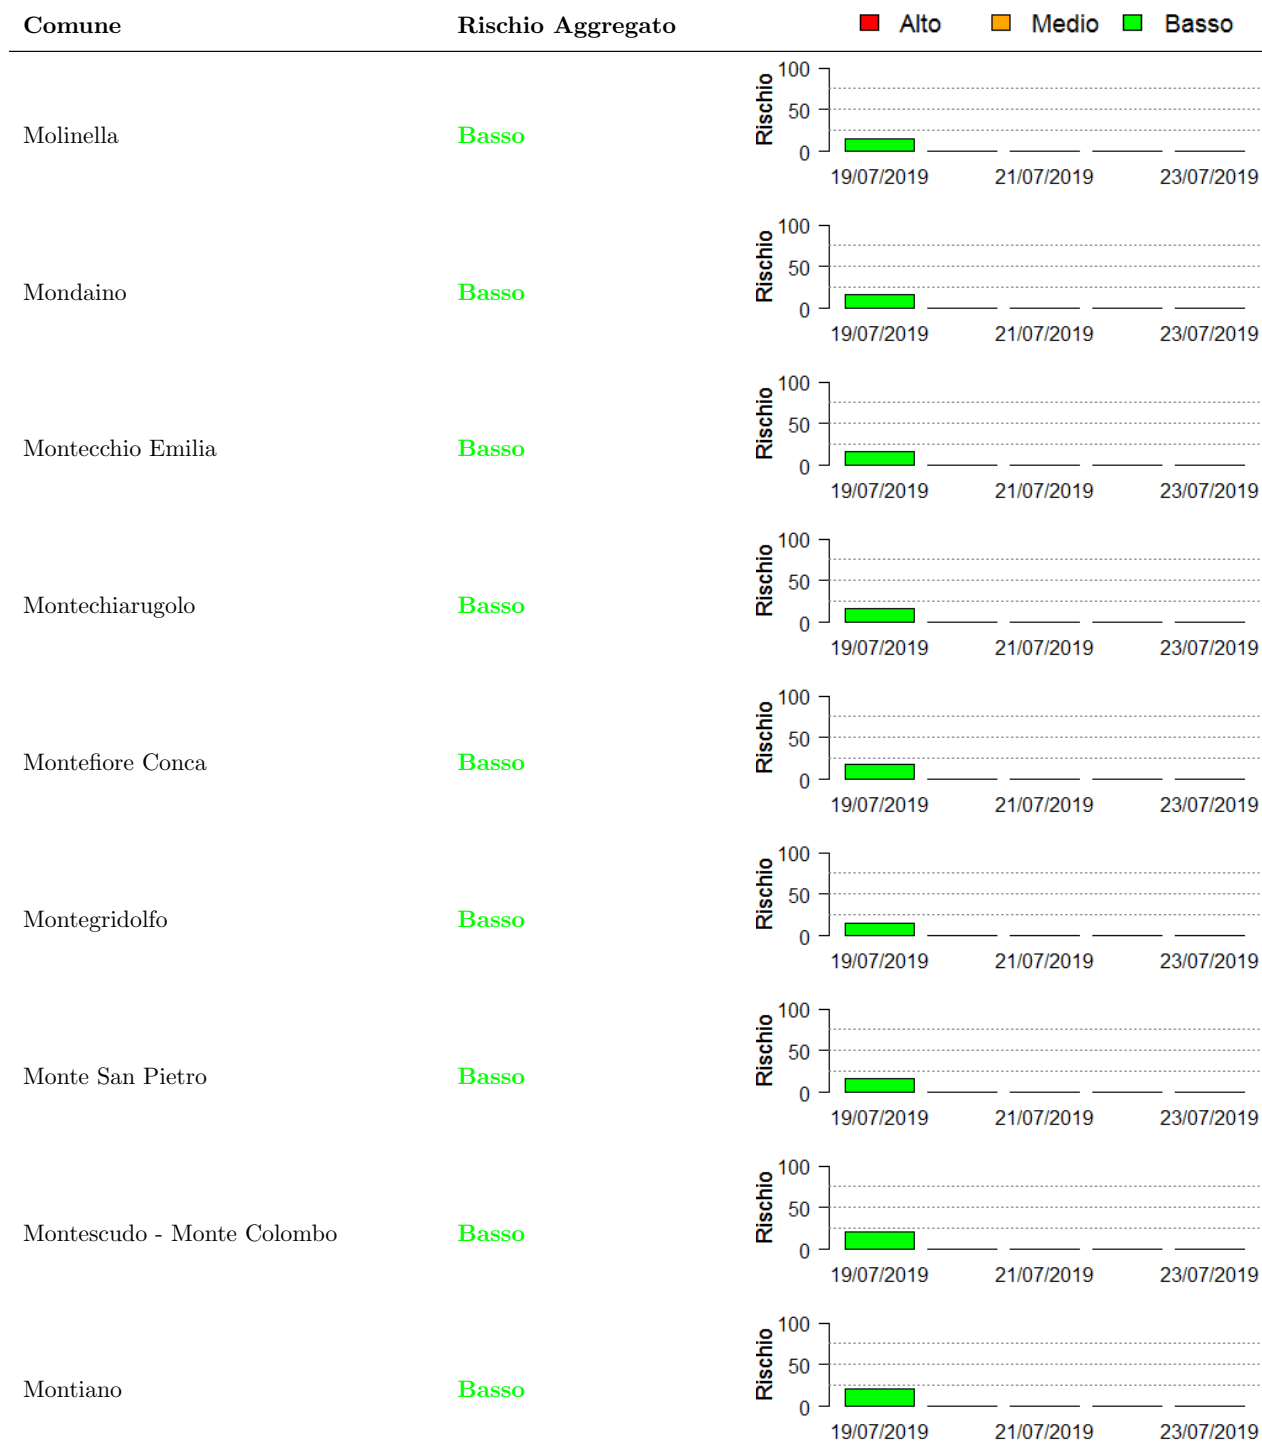 Comune Rischio Aggregato Alto Medio Basso
Molinella Basso
Rischio
100
50
0
19/07/2019 21/07/2019 23/07/2019
Mondaino Basso
Rischio
100
50
0
19/07/2019 21/07/2019 23/07/2019
Montecchio Emilia Basso
Rischio
100
50
0
19/07/2019 21/07/2019 23/07/2019
Montechiarugolo Basso
Rischio
100
50
0
19/07/2019 21/07/2019 23/07/2019
Montefiore Conca Basso
Rischio
100
50
0
19/07/2019 21/07/2019 23/07/2019
Montegridolfo Basso
Rischio
100
50
0
19/07/2019 21/07/2019 23/07/2019
Monte San Pietro Basso
Rischio
100
50
0
19/07/2019 21/07/2019 23/07/2019
Montescudo - Monte Colombo Basso
Rischio
100
50
0
19/07/2019 21/07/2019 23/07/2019
Montiano Basso
Rischio
100
50
0
19/07/2019 21/07/2019 23/07/2019